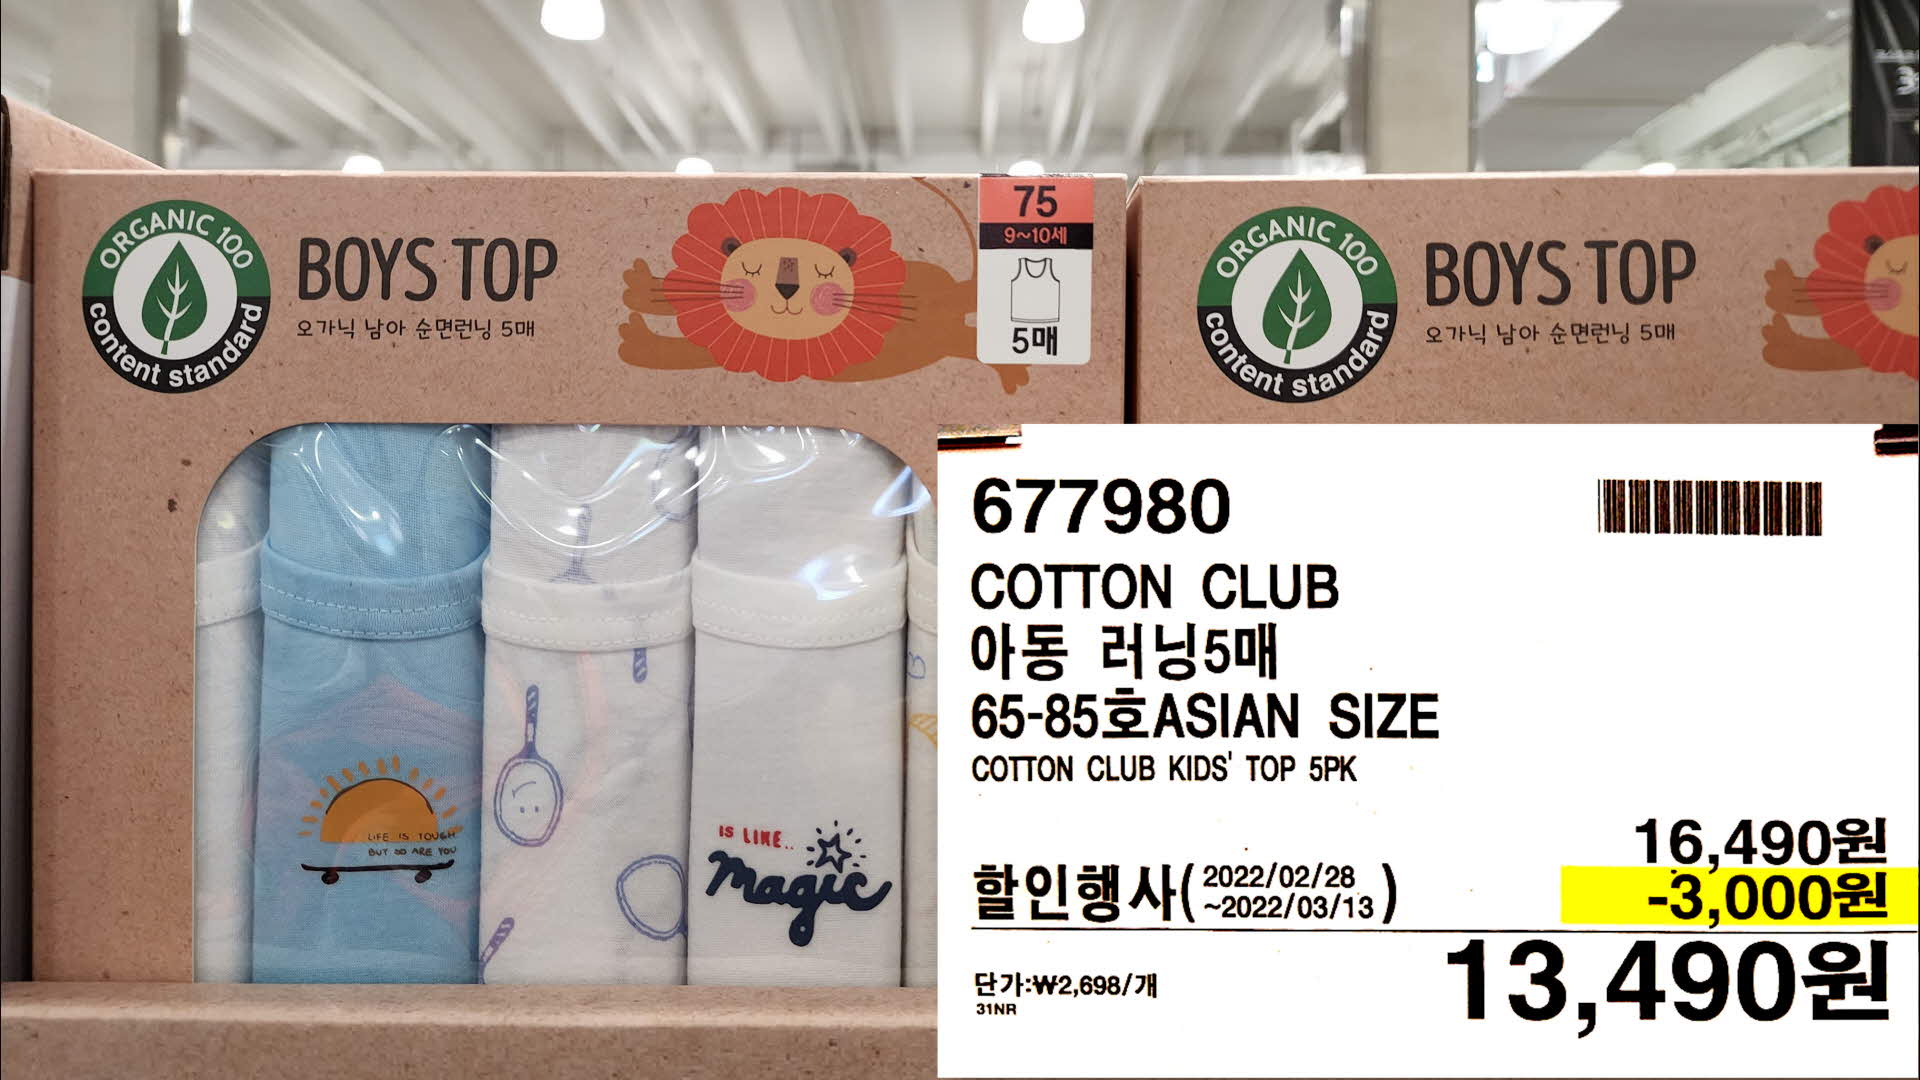 ORGANIC 100
content standard
BOYS TOP
오가닉 남아 순면런닝 5매
75
9~10세
5매
ORGANIC 100
content standard
BOYS TOP
오가닉 남아 순면런닝 5매
LIFE IS TOUGH
BUT SO ARE YOU
IS LIKE..
magic
677980
COTTON CLUB
아동 러닝5매
65-85호ASIAN SIZE
COTTON CLUB KIDS' TOP 5PK
16,490원
할인행사( 2022/02/28 ~2022/03/13 ) -3,000원
13,490원
단가:₩2,698/개
31NR